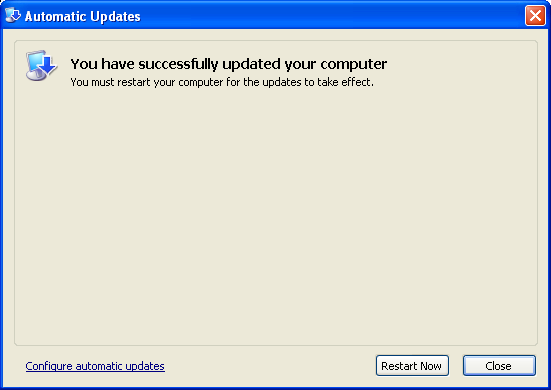 Automatic Updates
You have successfully updated your computer
You must restart your computer for the updates to take effect.
Configure automatic updates
Restart Now
Close